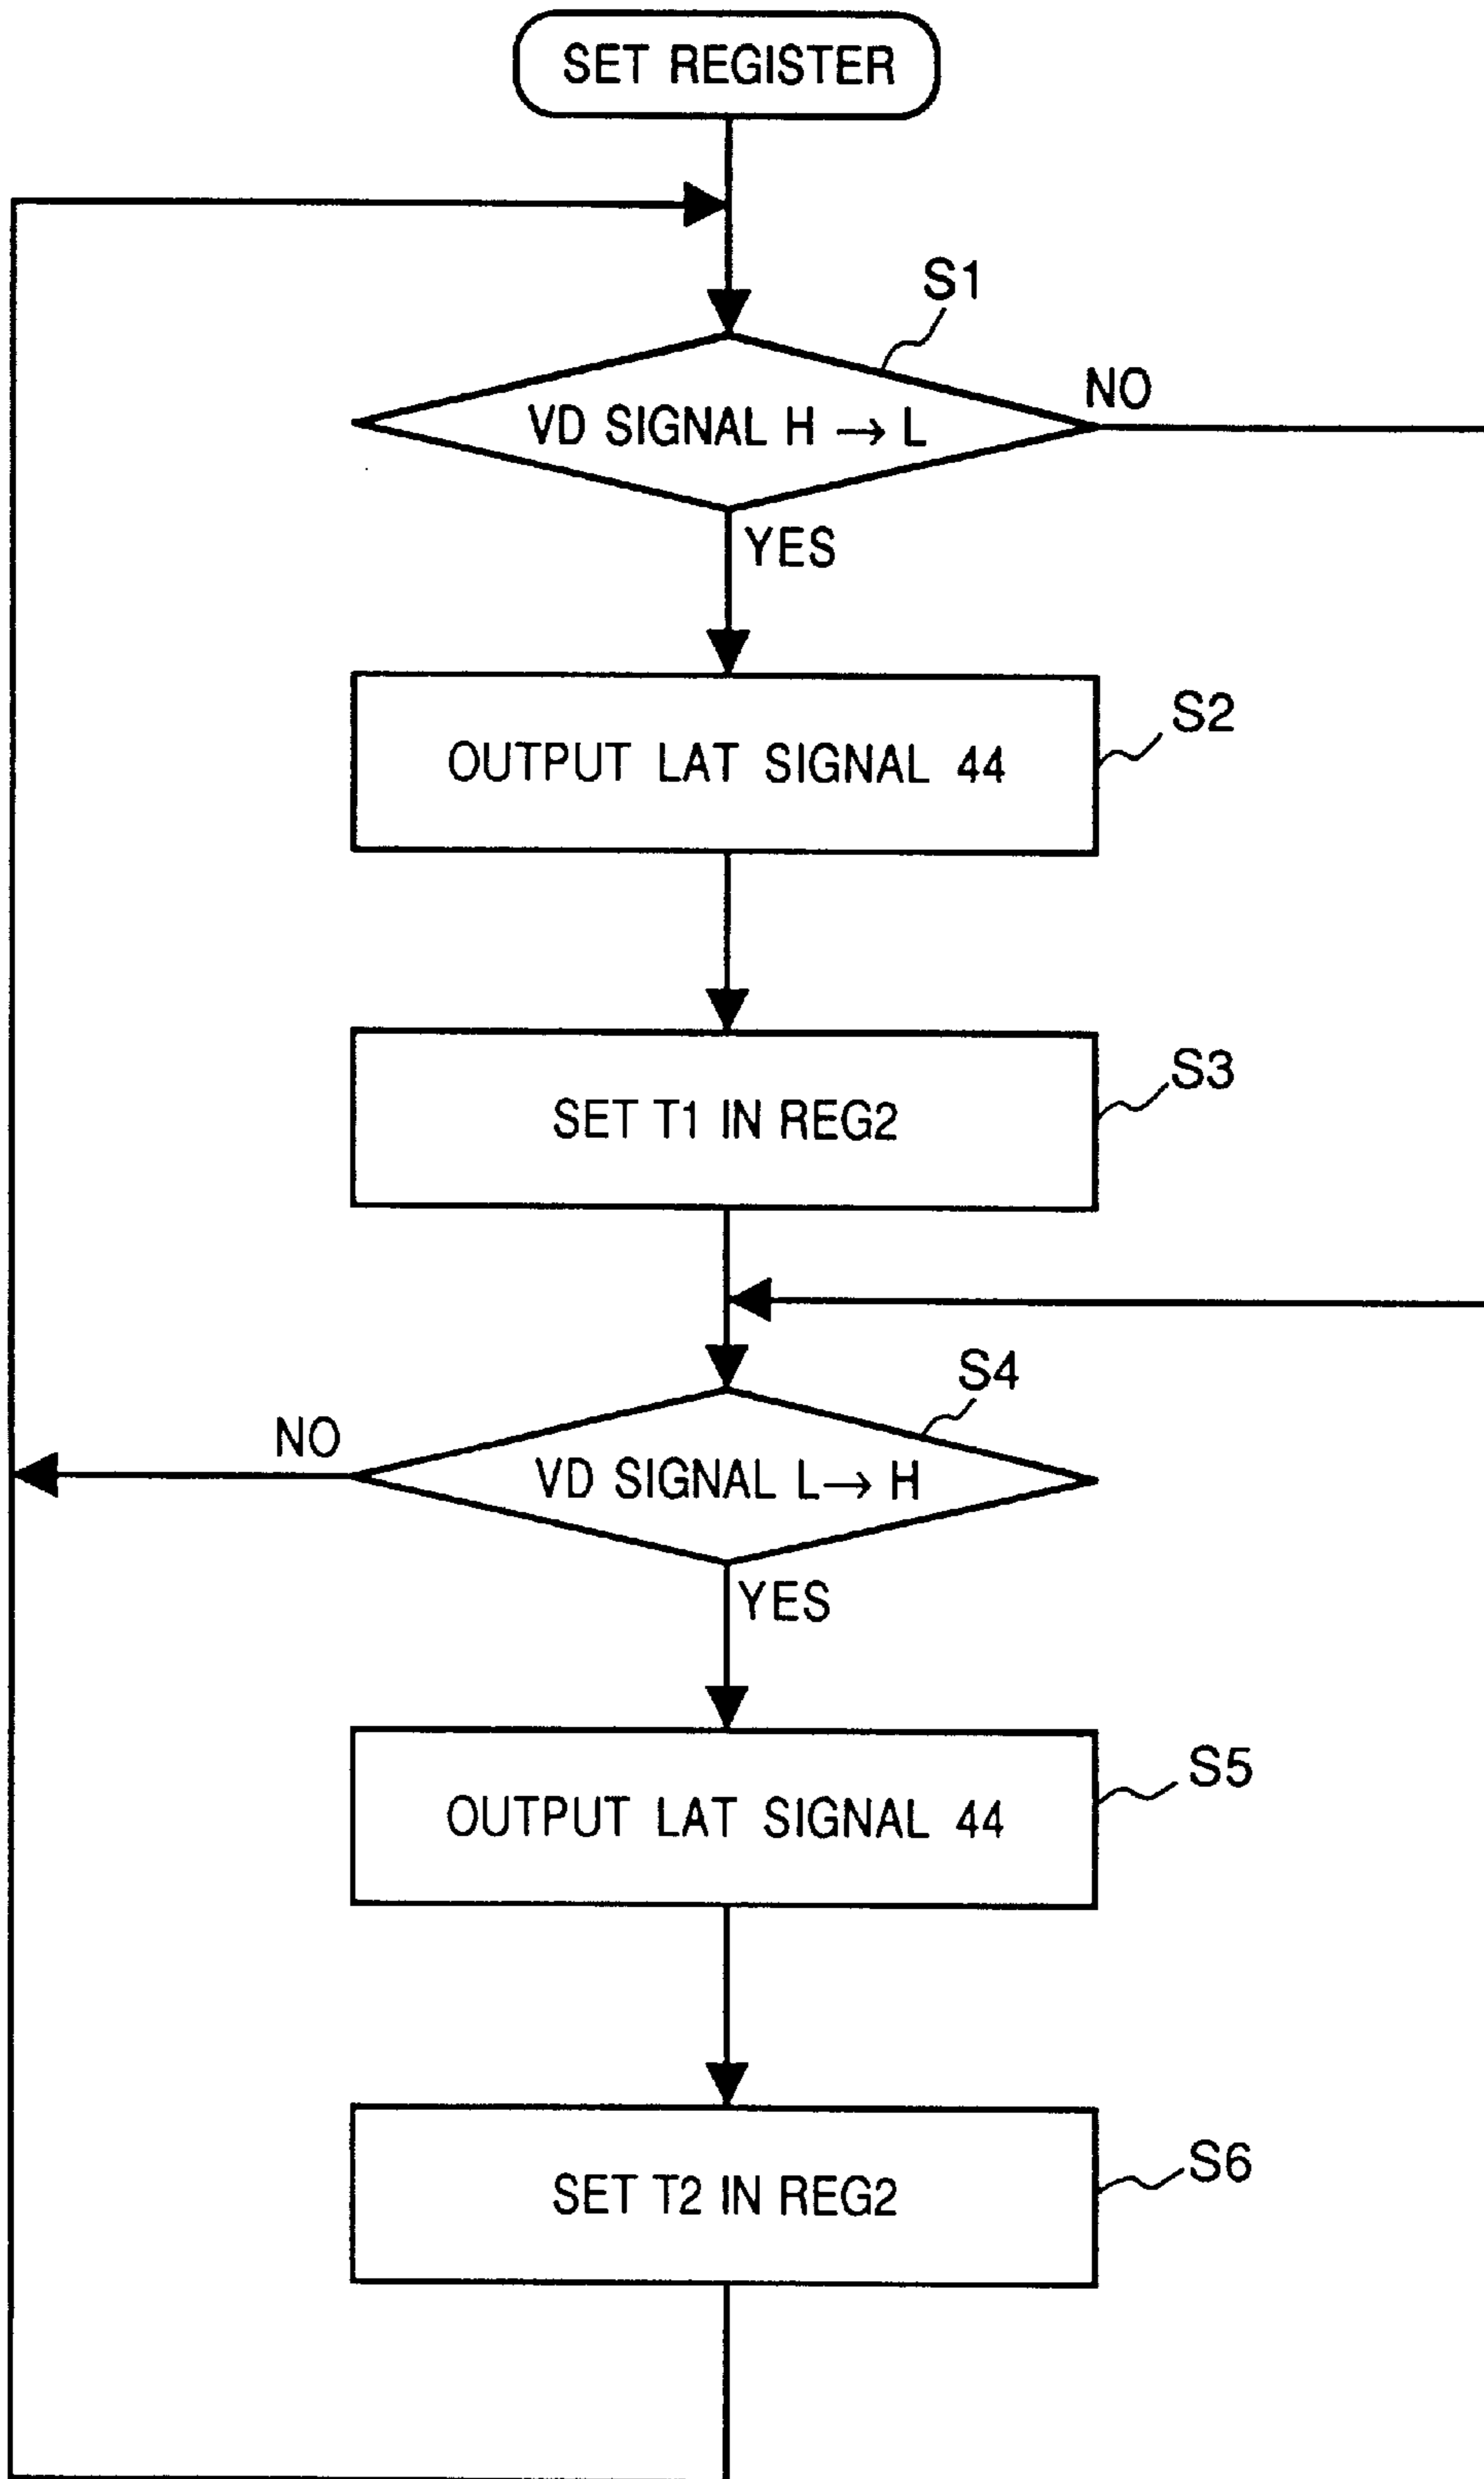 SET REGISTER
S1
VD SIGNAL H → L
NO
YES
S2
OUTPUT LAT SIGNAL 44
S3
SET T1 IN REG2
S4
NO
VD SIGNAL L→ H
YES
S5
OUTPUT LAT SIGNAL 44
S6
SET T2 IN REG2